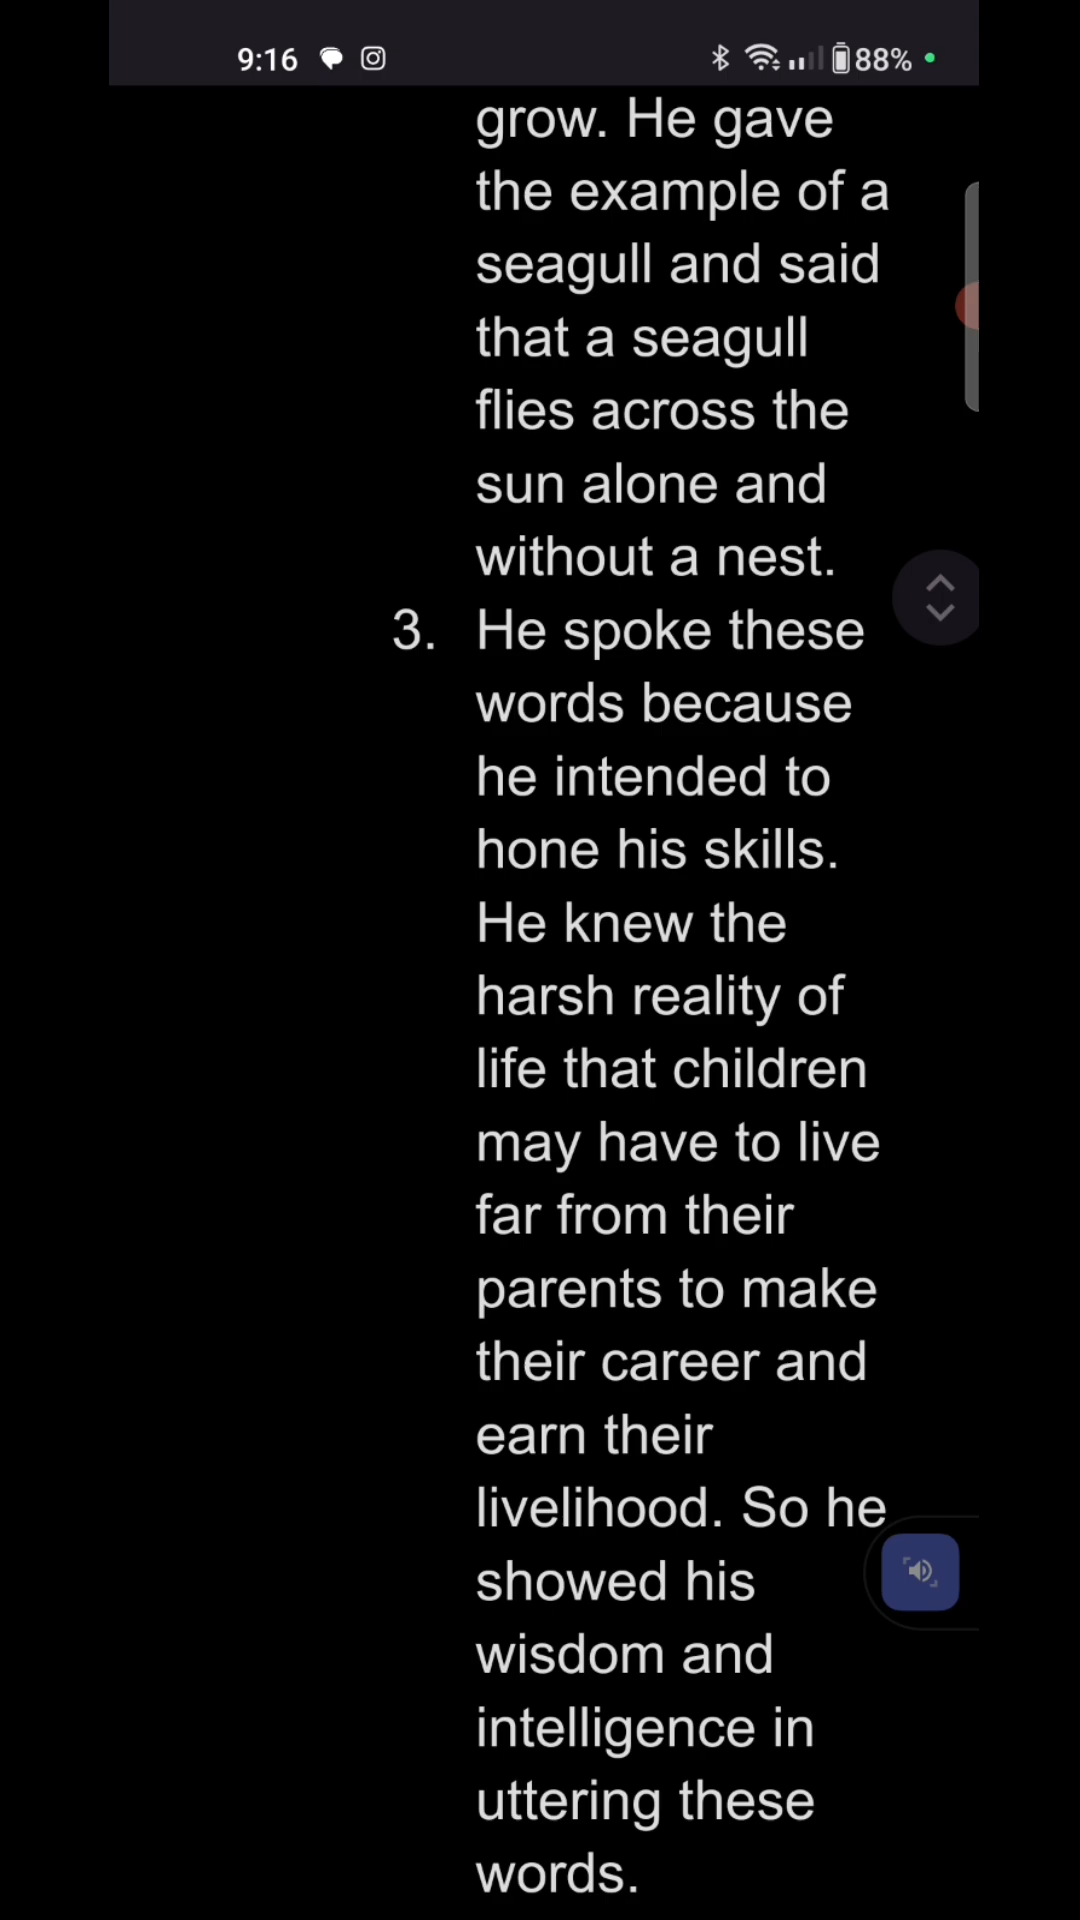 9:16
88%
grow. He gave
the example of a
seagull and said
that a seagull
flies across the
sun alone and
without a nest.
3. He spoke these
words because
he intended to
hone his skills.
He knew the
harsh reality of
life that children
may have to live
far from their
parents to make
their career and
earn their
livelihood. So he
showed his
wisdom and
intelligence in
uttering these
words.